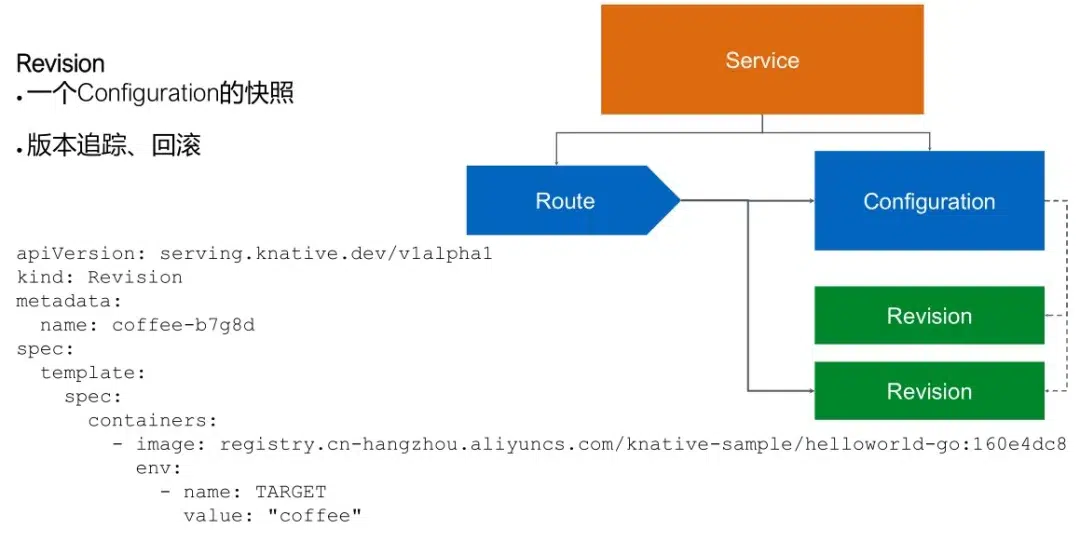 Revision
• 一个Configuration的快照
• 版本追踪、回滚
Service
Route
Configuration
Revision
Revision
apiVersion: serving.knative.dev/v1alpha1
kind: Revision
metadata:
  name: coffee-b7g8d
spec:
  template:
    spec:
      containers:
        - image: registry.cn-hangzhou.aliyuncs.com/knative-sample/helloworld-go:160e4dc8
          env:
            - name: TARGET
              value: "coffee"